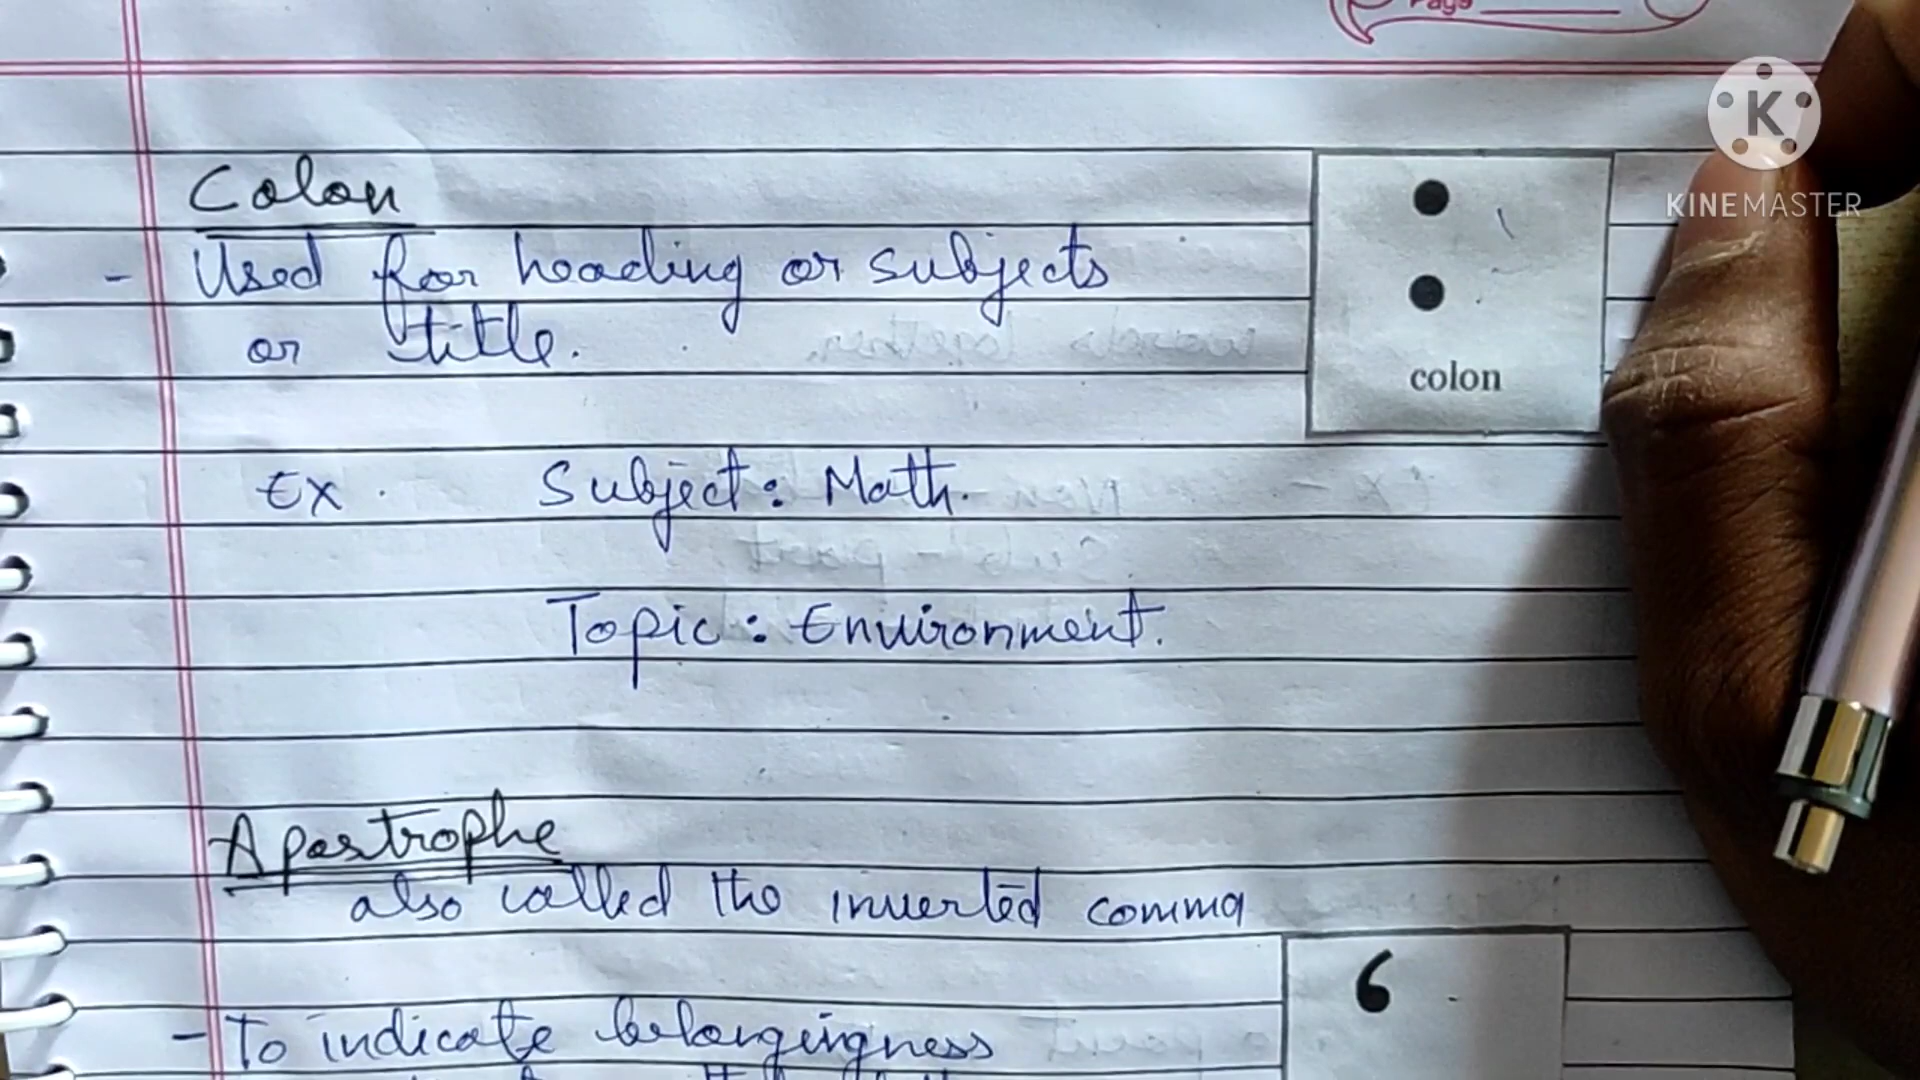 Page
K
KINEMASTER
Colon
- Used for heading or subjects
or title.
colon
Ex . Subject: Math.
Topic: Environment.
Apostrophe
also called the inverted comma
- To indicate belongingness